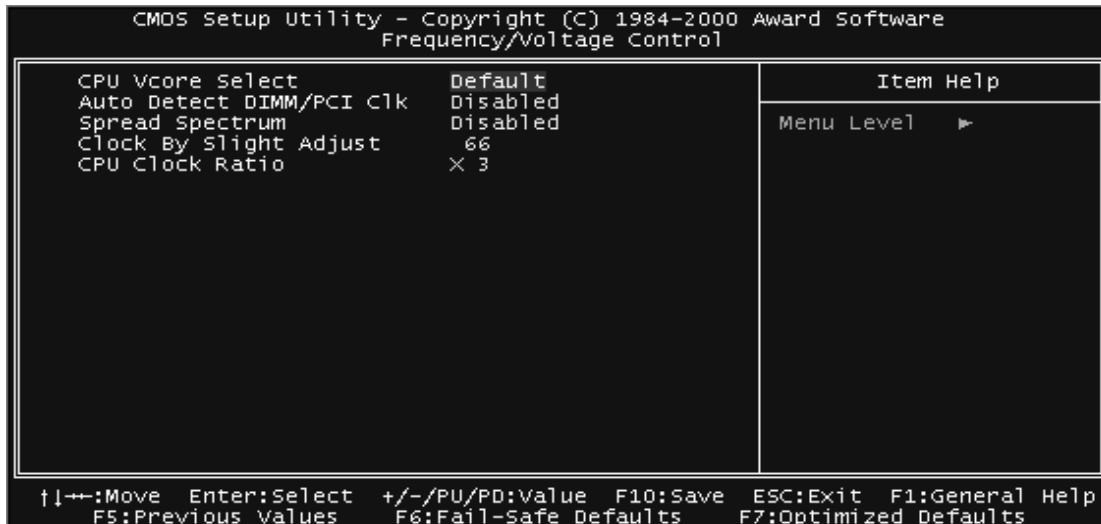 CMOS Setup Utility - Copyright (C) 1984-2000 Award Software
Frequency/Voltage Control
CPU Vcore Select Default
Auto Detect DIMM/PCI Clk Disabled
Spread Spectrum Disabled
Clock By Slight Adjust 66
CPU Clock Ratio X 3
Item Help
Menu Level ►
↑↓→←:Move Enter:Select +/-/PU/PD:Value F10:Save ESC:Exit F1:General Help
F5:Previous Values F6:Fail-Safe Defaults F7:Optimized Defaults